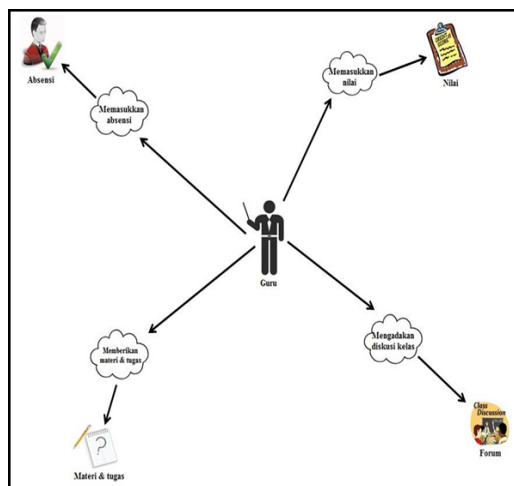 Absensi
Memasukkan
absensi
Memasukkan
nilai
Nilai
Guru
Memberikan
materi & tugas
Materi & tugas
Mengadakan
diskusi kelas
Class
Discussion
Forum